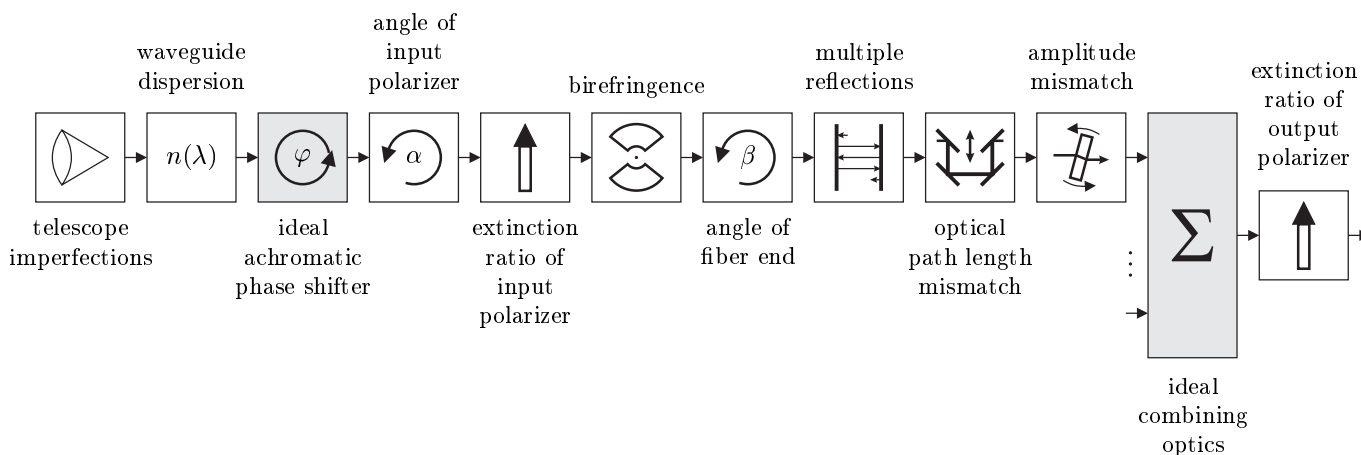 waveguide
dispersion
angle of
input
polarizer
birefringence
multiple
reflections
amplitude
mismatch
extinction
ratio of
output
polarizer
n(λ)
φ
α
β
Σ
telescope
imperfections
ideal
achromatic
phase shifter
extinction
ratio of
input
polarizer
angle of
fiber end
optical
path length
mismatch
ideal
combining
optics